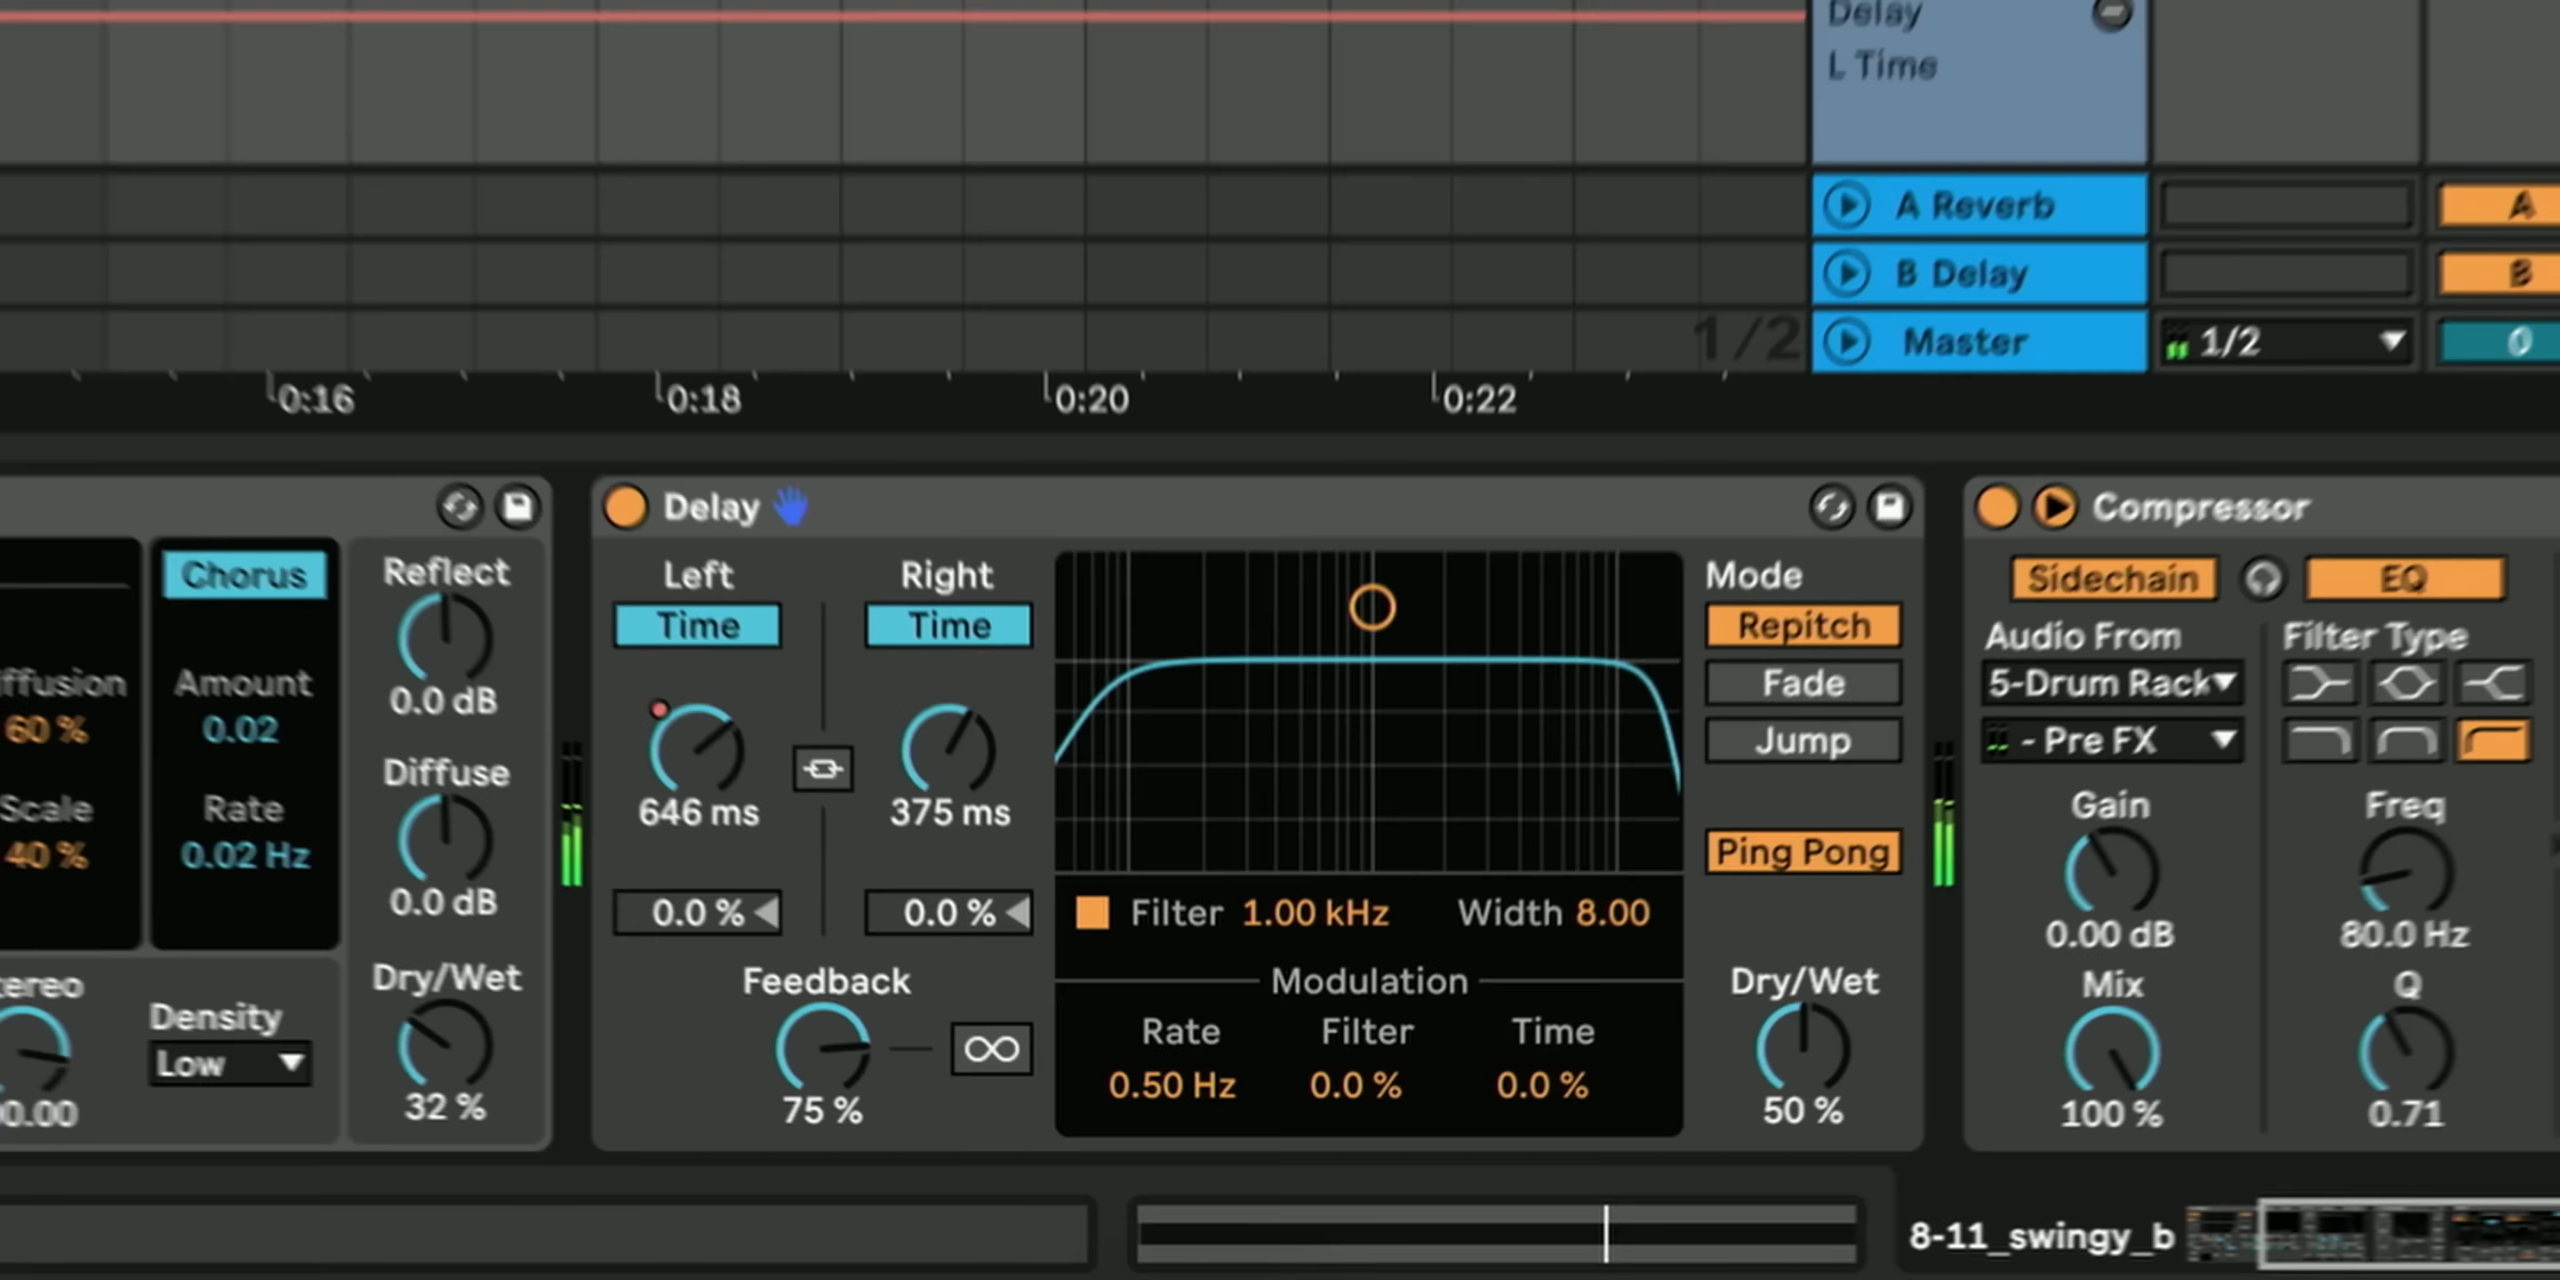 Delay
L Time
A Reverb
A
B Delay
B
1/2
Master
1/2
0
0:16
0:18
0:20
0:22
Delay
Compressor
Chorus
Amount
0.02
Rate
0.02 Hz
60 %
Scale
40 %
Density
Low
Reflect
0.0 dB
Diffuse
0.0 dB
Dry/Wet
32 %
Left
Time
646 ms
0.0 %
Right
Time
375 ms
0.0 %
Feedback
75 %
∞
Filter 1.00 kHz Width 8.00
Modulation
Rate
0.50 Hz
Filter
0.0 %
Time
0.0 %
Mode
Repitch
Fade
Jump
Ping Pong
Dry/Wet
50 %
Sidechain
EQ
Audio From
5-Drum Rack
- Pre FX
Gain
0.00 dB
Mix
100 %
Filter Type
Freq
80.0 Hz
Q
0.71
8-11_swingy_b